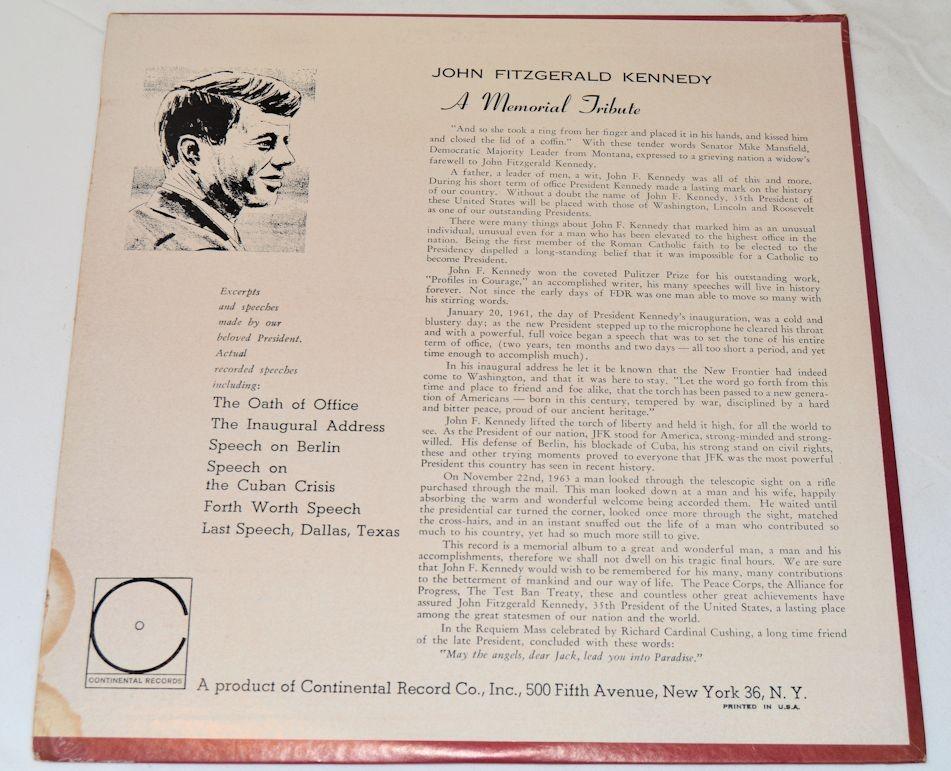 JOHN FITZGERALD KENNEDY
A Memorial Tribute
"And so she took a ring from her finger and placed it in his hands, and kissed him
and closed the lid of a coffin." With these tender words Senator Mike Mansfield,
Democratic Majority Leader from Montana, expressed to a grieving nation a widow's
farewell to John Fitzgerald Kennedy.
A father, a leader of men, a wit, John F. Kennedy was all of this and more.
During his short term of office President Kennedy made a lasting mark on the history
of our country. Without a doubt the name of John F. Kennedy, 35th President of
these United States will be placed with those of Washington, Lincoln and Roosevelt
as one of our outstanding Presidents.
There were many things about John F. Kennedy that marked him as an unusual
individual, unusual even for a man who has been elevated to the highest office in the
nation. Being the first member of the Roman Catholic faith to be elected to the
Presidency dispelled a long-standing belief that it was impossible for a Catholic to
become President.
John F. Kennedy won the coveted Pulitzer Prize for his outstanding work,
"Profiles in Courage," an accomplished writer, his many speeches will live in history
forever. Not since the early days of FDR was one man able to move so many with
his stirring words.
January 20, 1961, the day of President Kennedy's inauguration, was a cold and
blustery day; as the new President stepped up to the microphone he cleared his throat
and with a powerful, full voice began a speech that was to set the tone of his entire
term of office, (two years, ten months and two days — all too short a period, and yet
time enough to accomplish much).
In his inaugural address he let it be known that the New Frontier had indeed
come to Washington, and that it was here to stay. "Let the word go forth from this
time and place to friend and foe alike, that the torch has been passed to a new genera-
tion of Americans — born in this century, tempered by war, disciplined by a hard
and bitter peace, proud of our ancient heritage."
John F. Kennedy lifted the torch of liberty and held it high, for all the world to
see. As the President of our nation, JFK stood for America, strong-minded and strong-
willed. His defense of Berlin, his blockade of Cuba, his strong stand on civil rights,
these and other trying moments proved to everyone that JFK was the most powerful
President this country has seen in recent history.
On November 22nd, 1963 a man looked through the telescopic sight on a rifle
purchased through the mail. This man looked down at a man and his wife, happily
absorbing the warm and wonderful welcome being accorded them. He waited until
the presidential car turned the corner, looked once more through the sight, matched
the cross-hairs, and in an instant snuffed out the life of a man who contributed so
much to his country, yet had so much more still to give.
This record is a memorial album to a great and wonderful man, a man and his
accomplishments, therefore we shall not dwell on his tragic final hours. We are sure
that John F. Kennedy would wish to be remembered for his many, many contributions
to the betterment of mankind and our way of life. The Peace Corps, the Alliance for
Progress, The Test Ban Treaty, these and countless other great achievements have
assured John Fitzgerald Kennedy, 35th President of the United States, a lasting place
among the great statesmen of our nation and the world.
In the Requiem Mass celebrated by Richard Cardinal Cushing, a long time friend
of the late President, concluded with these words:
"May the angels, dear Jack, lead you into Paradise."
Excerpts
and speeches
made by our
beloved President.
Actual
recorded speeches
including:
The Oath of Office
The Inaugural Address
Speech on Berlin
Speech on
the Cuban Crisis
Forth Worth Speech
Last Speech, Dallas, Texas
CONTINENTAL RECORDS
A product of Continental Record Co., Inc., 500 Fifth Avenue, New York 36, N. Y.
PRINTED IN U.S.A.